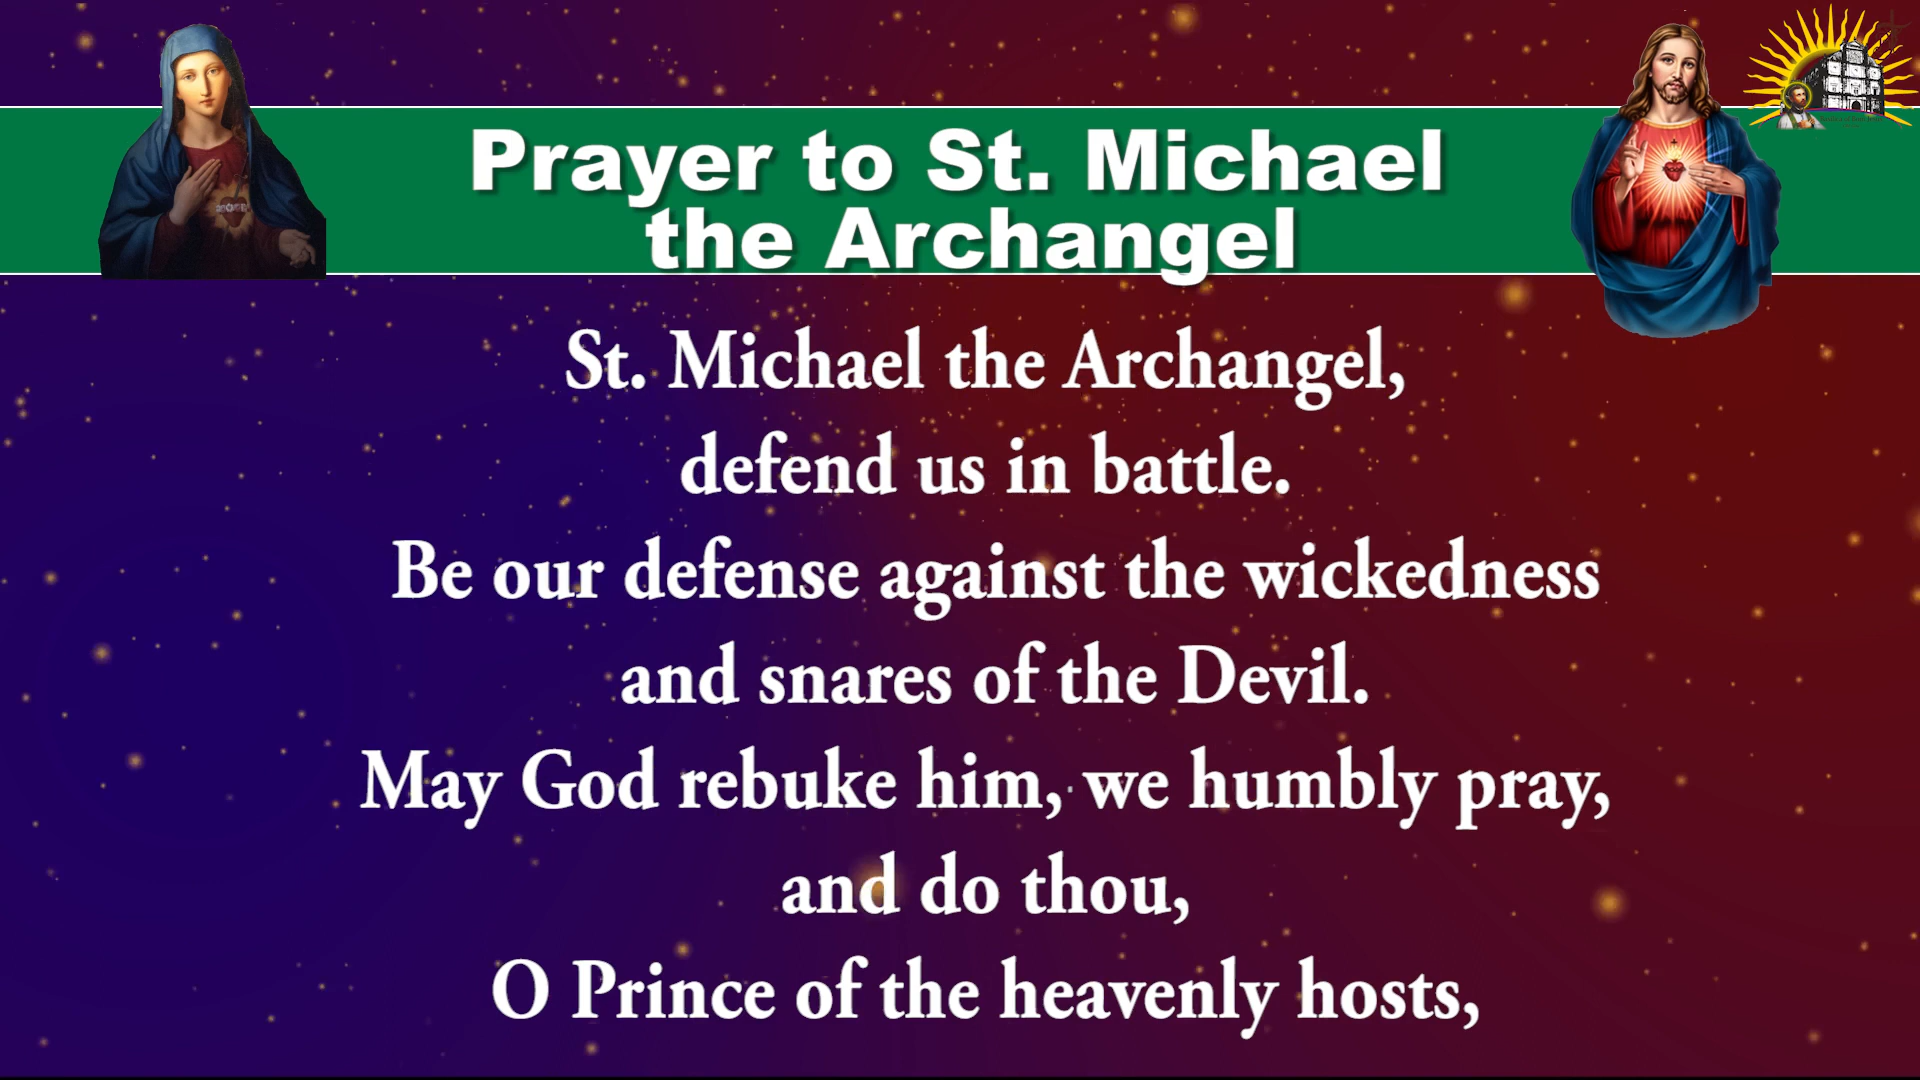 Prayer to St. Michael
the Archangel
St. Michael the Archangel,
defend us in battle.
Be our defense against the wickedness
and snares of the Devil.
May God rebuke him, we humbly pray,
and do thou,
O Prince of the heavenly hosts,